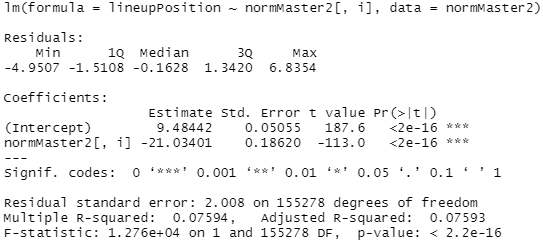 lm(formula = lineupPosition ~ normMaster2[, i], data = normMaster2)
Residuals:
Min 1Q Median 3Q Max
-4.9507 -1.5108 -0.1628 1.3420 6.8354
Coefficients:
Estimate Std. Error t value Pr(>|t|)
(Intercept) 9.48442 0.05055 187.6 <2e-16 ***
normMaster2[, i] -21.03401 0.18620 -113.0 <2e-16 ***
---
Signif. codes: 0 ‘***’ 0.001 ‘**’ 0.01 ‘*’ 0.05 ‘.’ 0.1 ‘ ’ 1
Residual standard error: 2.008 on 155278 degrees of freedom
Multiple R-squared: 0.07594, Adjusted R-squared: 0.07593
F-statistic: 1.276e+04 on 1 and 155278 DF, p-value: < 2.2e-16